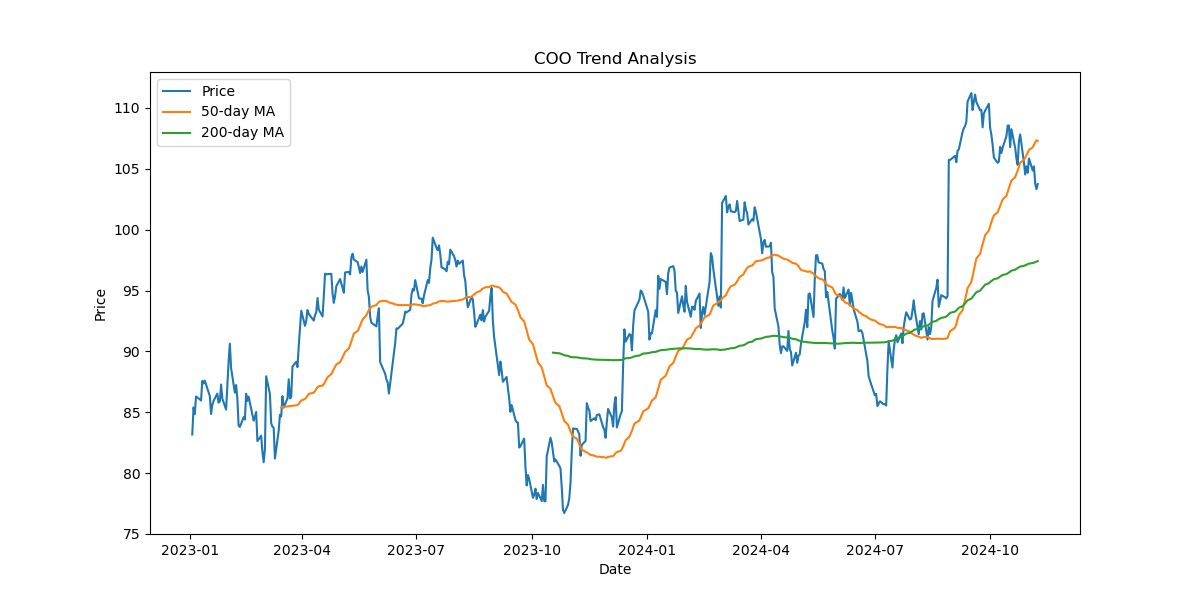 COO Trend Analysis
Price
50-day MA
200-day MA
110
105
100
95
90
85
80
75
Price
2023-01
2023-04
2023-07
2023-10
2024-01
2024-04
2024-07
2024-10
Date